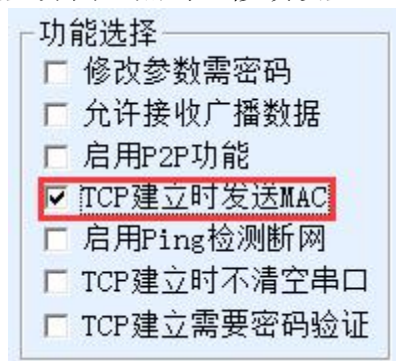 功能选择
修改参数需密码
允许接收广播数据
启用P2P功能
TCP建立时发送MAC
启用Ping检测断网
TCP建立时不清空串口
TCP建立需要密码验证